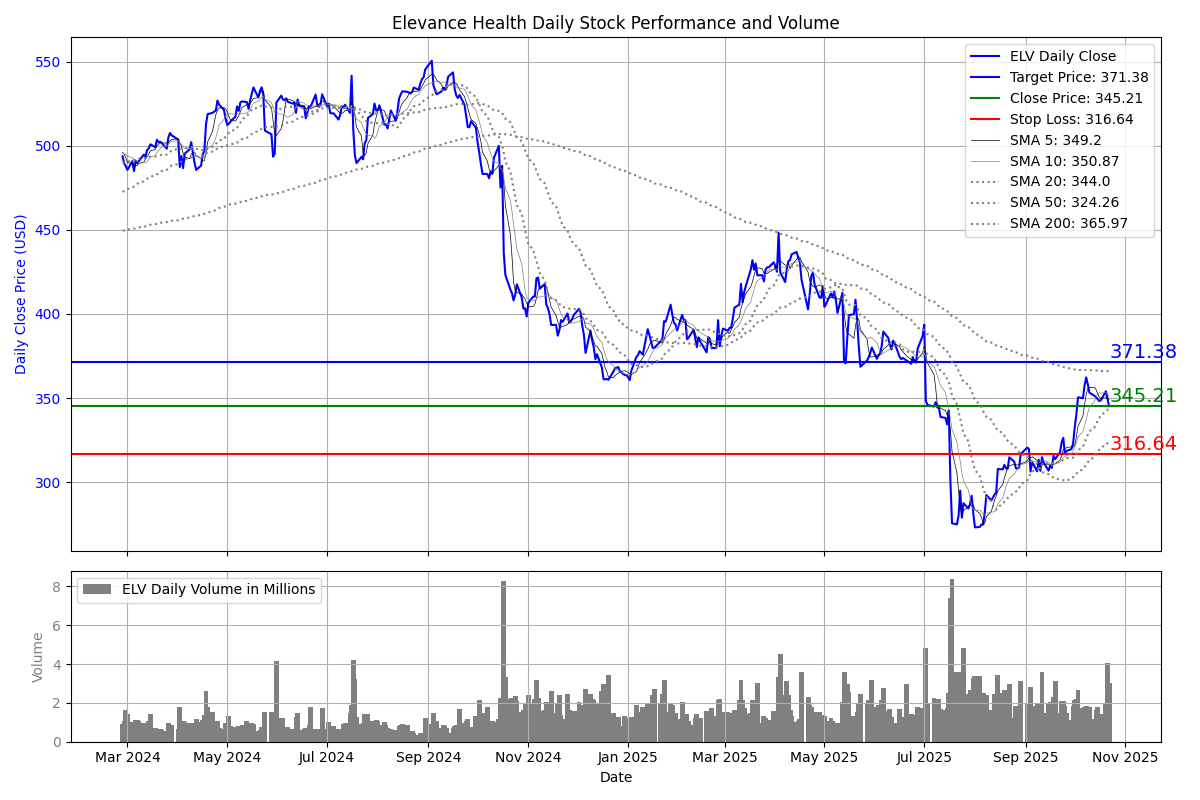 Elevance Health Daily Stock Performance and Volume
Daily Close Price (USD)
550
500
450
400
350
300
ELV Daily Close
Target Price: 371.38
Close Price: 345.21
Stop Loss: 316.64
SMA 5: 349.2
SMA 10: 350.87
SMA 20: 344.0
SMA 50: 324.26
SMA 200: 365.97
371.38
345.21
316.64
ELV Daily Volume in Millions
Volume
8
6
4
2
0
Mar 2024 May 2024 Jul 2024 Sep 2024 Nov 2024 Jan 2025 Mar 2025 May 2025 Jul 2025 Sep 2025 Nov 2025
Date